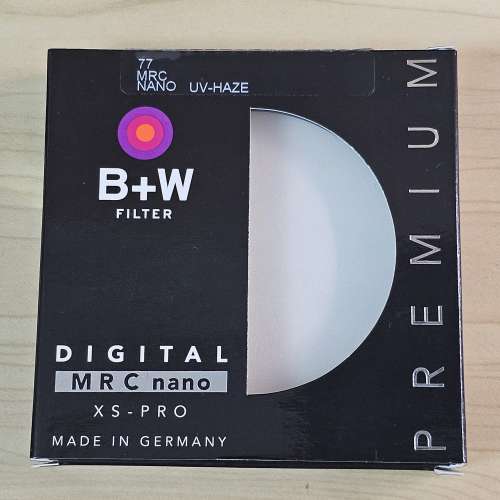 77
MRC
NANO UV-HAZE
B+W
FILTER
DIGITAL
MRC nano
XS-PRO
MADE IN GERMANY
PREMIUM